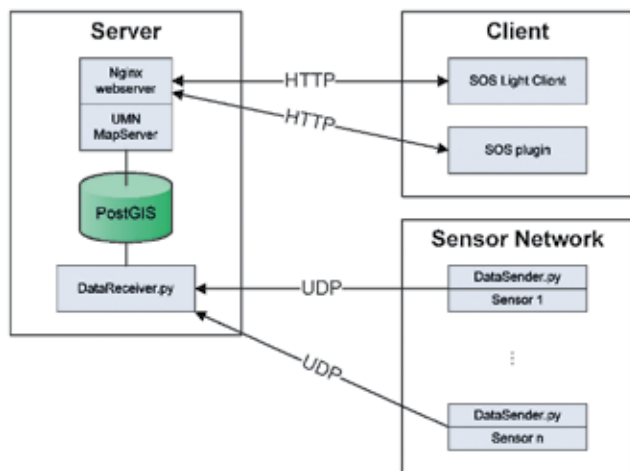 Server
Nginx
webserver
UMN
MapServer
PostGIS
DataReceiver.py
HTTP
HTTP
UDP
UDP
Client
SOS Light Client
SOS plugin
Sensor Network
DataSender.py
Sensor 1
...
DataSender.py
Sensor n